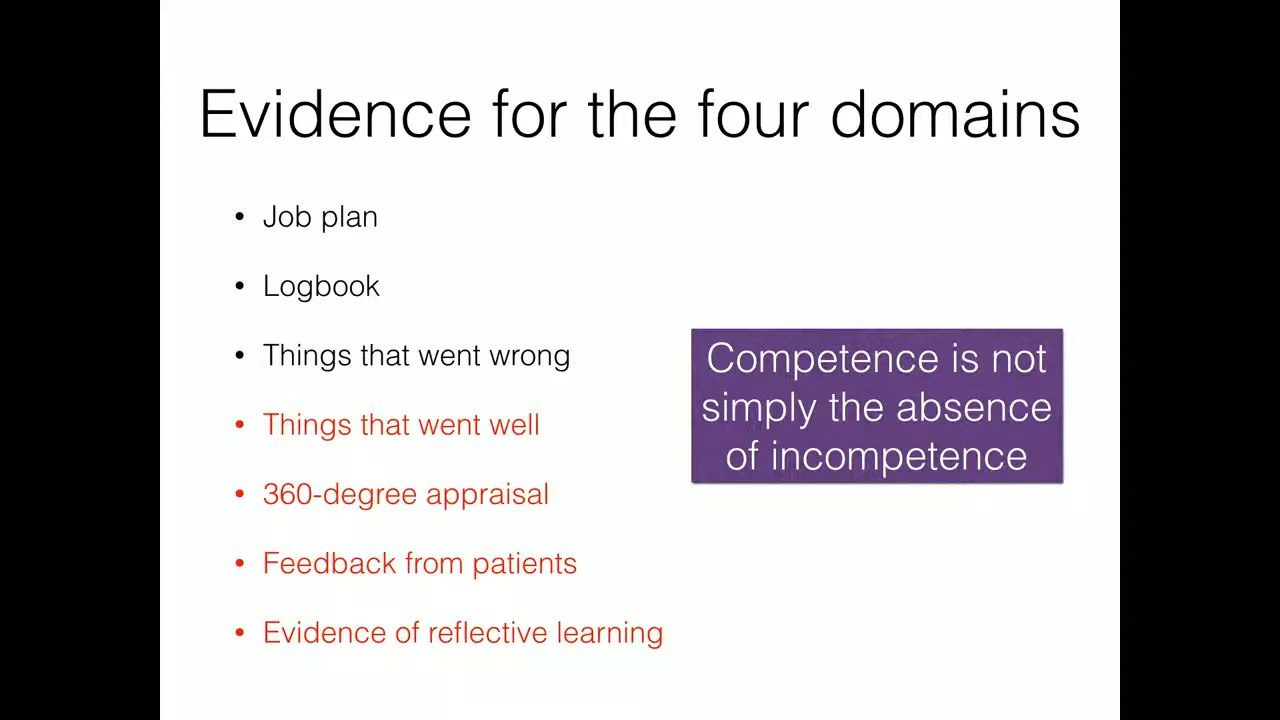 Evidence for the four domains
• Job plan
• Logbook
• Things that went wrong
• Things that went well
• 360-degree appraisal
• Feedback from patients
• Evidence of reflective learning
Competence is not
simply the absence
of incompetence